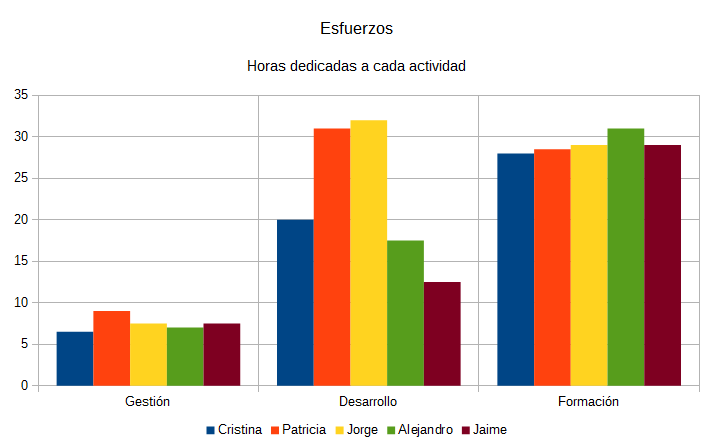 Esfuerzos
Horas dedicadas a cada actividad
35
30
25
20
15
10
5
0
Gestión Desarrollo Formación
Cristina Patricia Jorge Alejandro Jaime